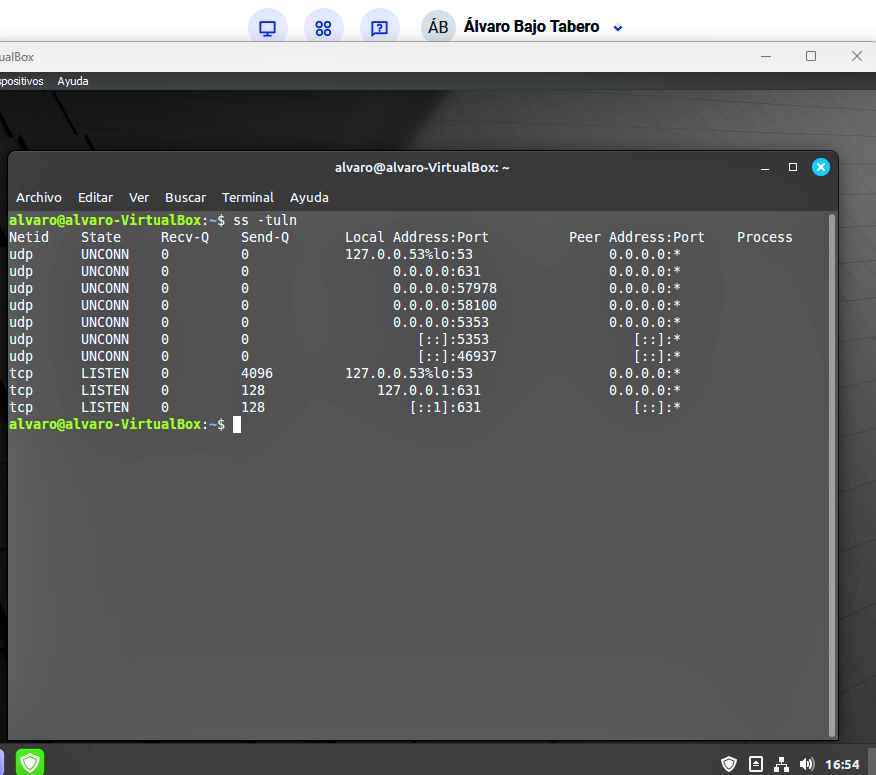 ÁB Álvaro Bajo Tabero
ualBox
spositivos Ayuda
alvaro@alvaro-VirtualBox: ~
Archivo Editar Ver Buscar Terminal Ayuda
alvaro@alvaro-VirtualBox:~$ ss -tuln
Netid State Recv-Q Send-Q Local Address:Port Peer Address:Port Process
udp UNCONN 0 0 127.0.0.53%lo:53 0.0.0.0:*
udp UNCONN 0 0 0.0.0.0:631 0.0.0.0:*
udp UNCONN 0 0 0.0.0.0:57978 0.0.0.0:*
udp UNCONN 0 0 0.0.0.0:58100 0.0.0.0:*
udp UNCONN 0 0 0.0.0.0:5353 0.0.0.0:*
udp UNCONN 0 0 [::]:5353 [::]:*
udp UNCONN 0 0 [::]:46937 [::]:*
tcp LISTEN 0 4096 127.0.0.53%lo:53 0.0.0.0:*
tcp LISTEN 0 128 127.0.0.1:631 0.0.0.0:*
tcp LISTEN 0 128 [::1]:631 [::]:*
alvaro@alvaro-VirtualBox:~$
16:54